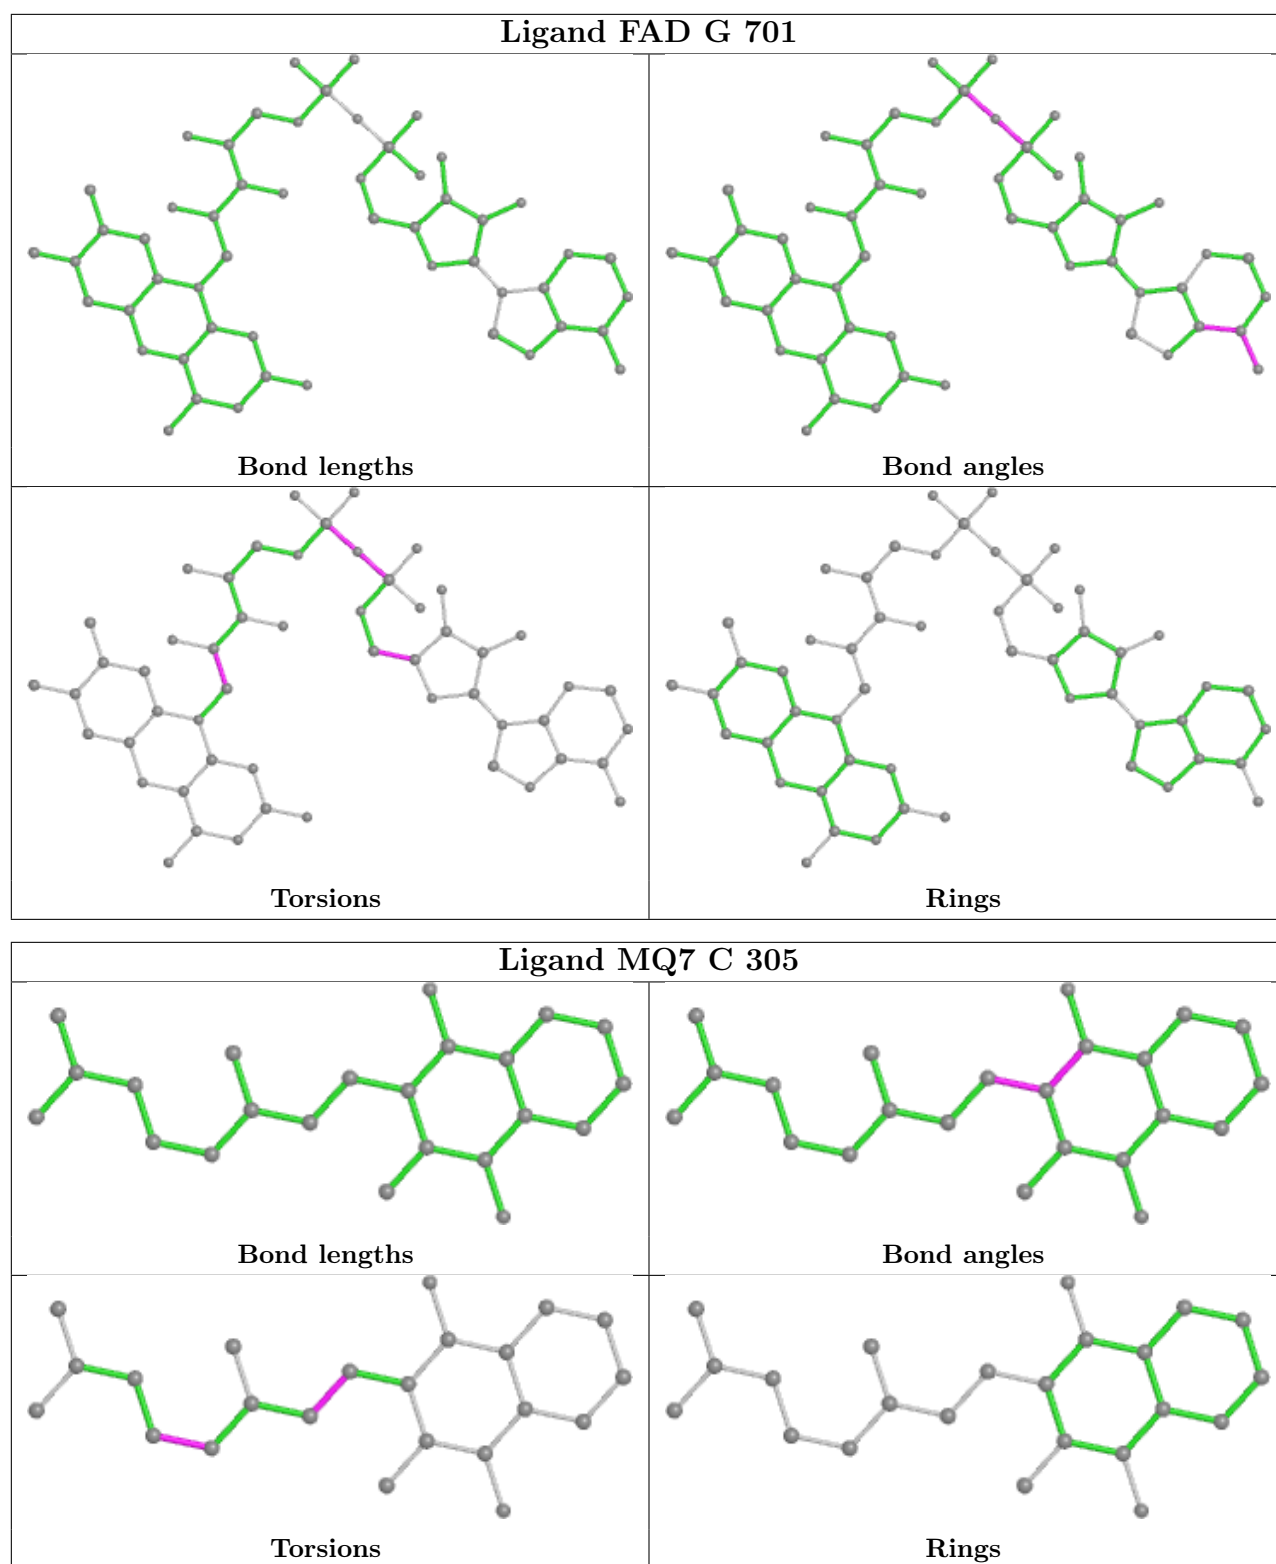 Ligand FAD G 701
Bond lengths
Bond angles
Torsions
Rings
Ligand MQ7 C 305
Bond lengths
Bond angles
Torsions
Rings